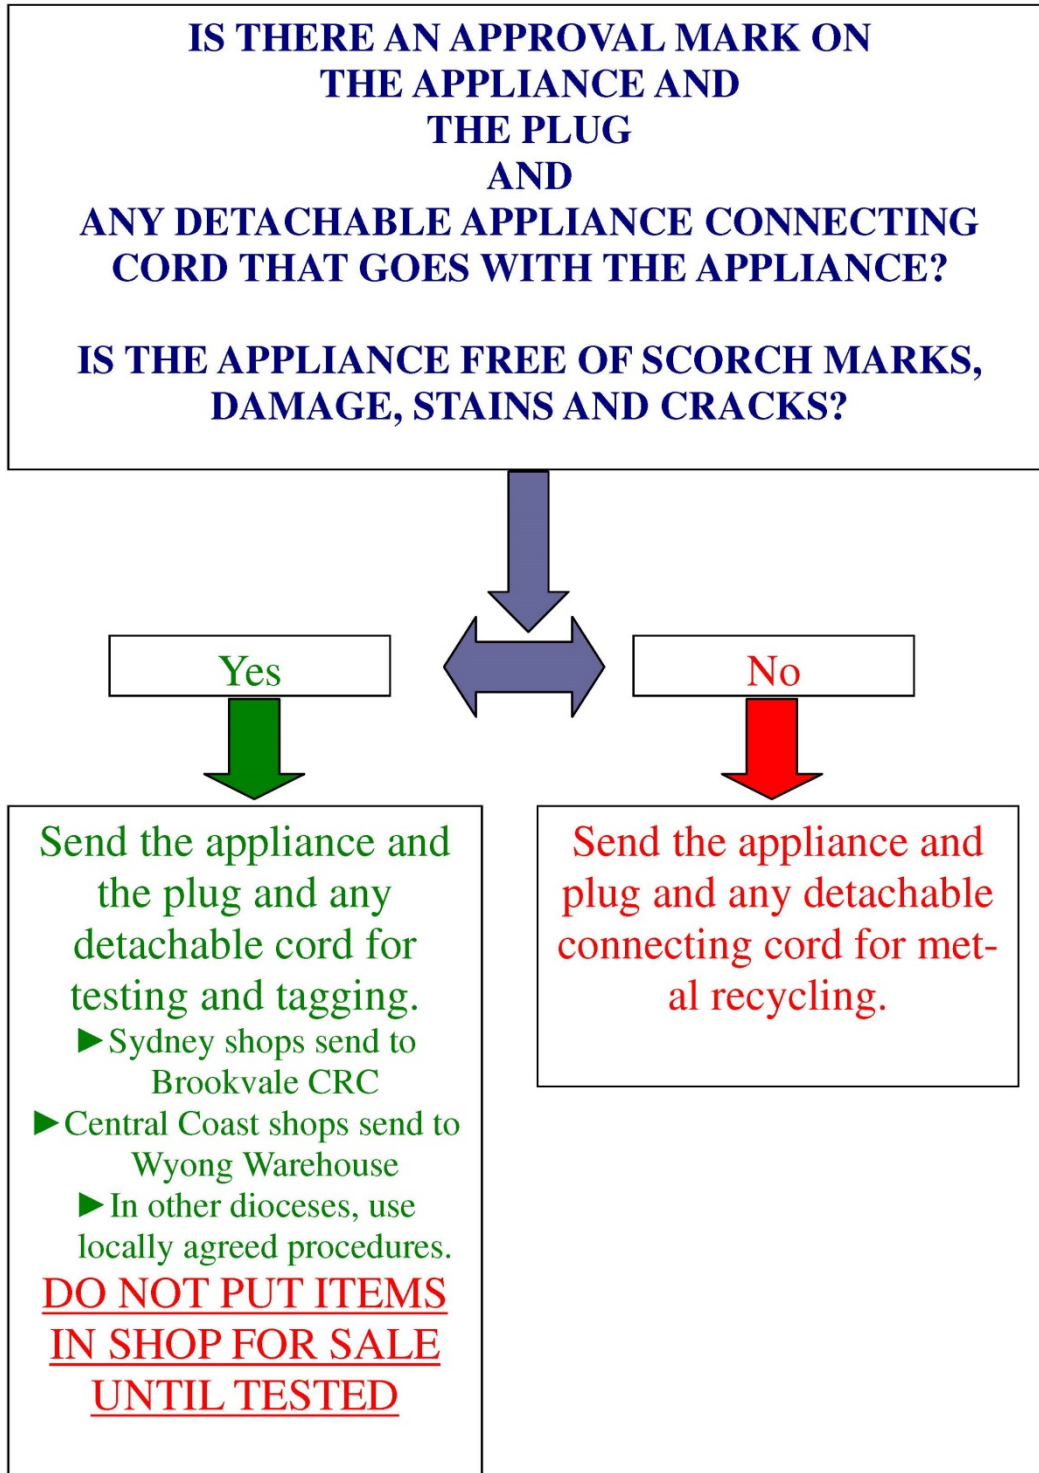 IS THERE AN APPROVAL MARK ON
THE APPLIANCE AND
THE PLUG
AND
ANY DETACHABLE APPLIANCE CONNECTING
CORD THAT GOES WITH THE APPLIANCE?
IS THE APPLIANCE FREE OF SCORCH MARKS,
DAMAGE, STAINS AND CRACKS?
Yes
No
Send the appliance and
the plug and any
detachable cord for
testing and tagging.
►Sydney shops send to
Brookvale CRC
►Central Coast shops send to
Wyong Warehouse
►In other dioceses, use
locally agreed procedures.
DO NOT PUT ITEMS
IN SHOP FOR SALE
UNTIL TESTED
Send the appliance and
plug and any detachable
connecting cord for met-
al recycling.